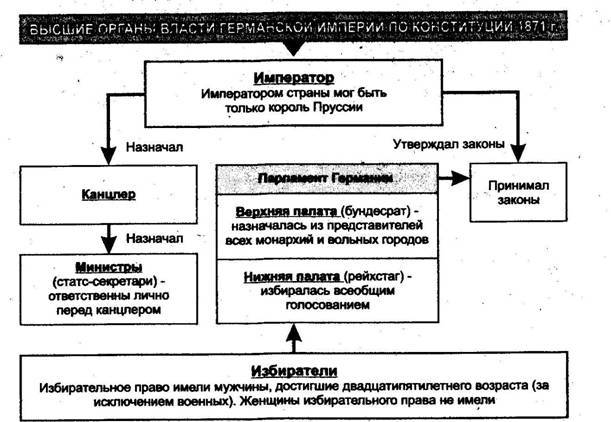 ВЫСШИЕ ОРГАНЫ ВЛАСТИ ГЕРМАНСКОЙ ИМПЕРИИ ПО КОНСТИТУЦИИ 1871 г.
Император
Императором страны мог быть
только король Пруссии
Назначал
Утверждал законы
Канцлер
Парламент Германии
Принимал
законы
Верхняя палата (бундесрат) -
назначалась из представителей
всех монархий и вольных городов
Назначал
Министры
(статс-секретари) -
ответственны лично
перед канцлером
Нижняя палата (рейхстаг) -
избиралась всеобщим
голосованием
Избиратели
Избирательное право имели мужчины, достигшие двадцатипятилетнего возраста (за
исключением военных). Женщины избирательного права не имели